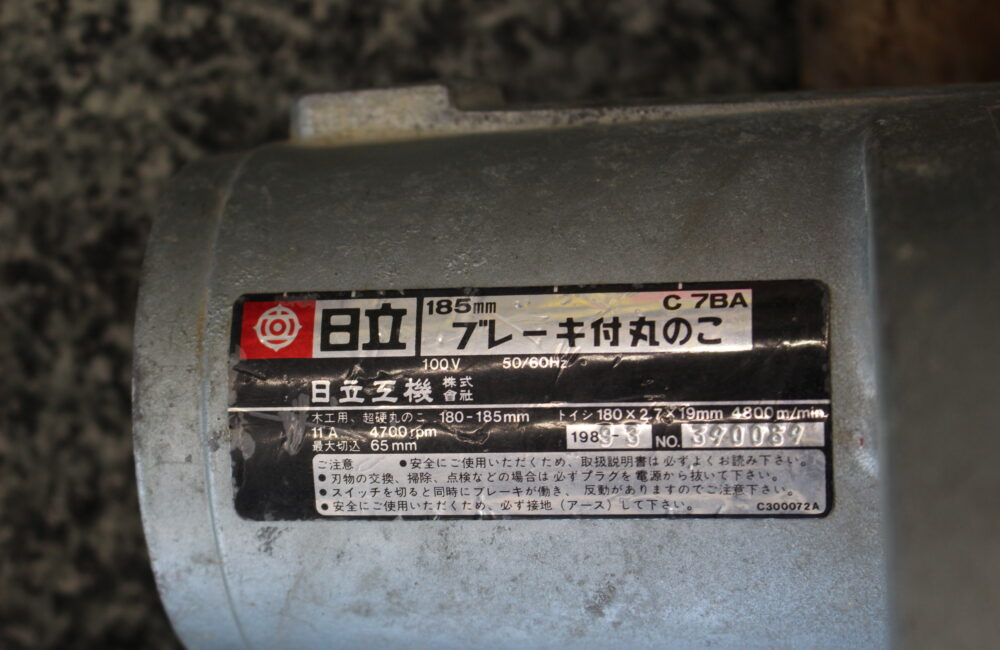 日立
185mm C 7BA
ブレーキ付丸のこ
100V 50/60Hz
日立工機 株式會社
木工用、超硬丸のこ 180-185mm トイシ 180×2.7×19mm 4800m/min
11A 4700rpm
最大切込 65mm
NO.
ご注意 ●安全にご使用いただくため、取扱説明書は必ずよくお読み下さい。
●刃物の交換、掃除、点検などの場合は必ずプラグを電源から抜いて下さい。
●スイッチを切ると同時にブレーキが働き、反動がありますのでご注意下さい。
●安全にご使用いただくため、必ず接地(アース)して下さい。
C300072A